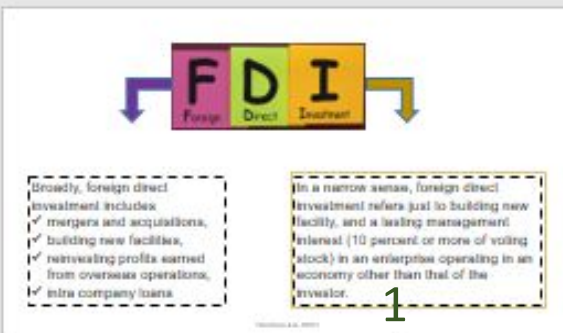 F D I
Foreign Direct Investment
Broadly, foreign direct
investment includes
✓ mergers and acquisitions,
✓ building new facilities,
✓ reinvesting profits earned
from overseas operations,
✓ intra company loans
In a narrow sense, foreign direct
investment refers just to building new
facility, and a lasting management
interest (10 percent or more of voting
stock) in an enterprise operating in an
economy other than that of the
investor.
1